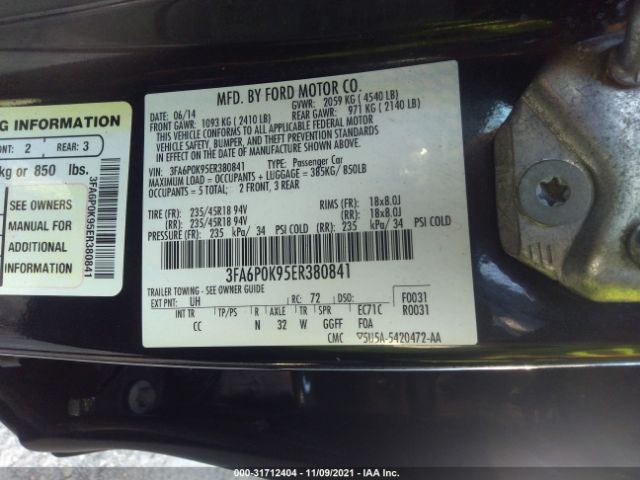 G INFORMATION
ONT: 2 REAR: 3
kg or 850 lbs.
SEE OWNERS
MANUAL FOR
ADDITIONAL
INFORMATION
3FA6P0K95ER380841
MFD. BY FORD MOTOR CO.
DATE: 06/14 GVWR: 2059 KG ( 4540 LB)
FRONT GAWR: 1093 KG ( 2410 LB) REAR GAWR: 971 KG ( 2140 LB)
THIS VEHICLE CONFORMS TO ALL APPLICABLE FEDERAL MOTOR
VEHICLE SAFETY, BUMPER, AND THEFT PREVENTION STANDARDS
IN EFFECT ON THE DATE OF MANUFACTURE SHOWN ABOVE.
VIN: 3FA6P0K95ER380841 TYPE: Passenger Car
MAXIMUM LOAD = OCCUPANTS + LUGGAGE = 385KG/ 850LB
OCCUPANTS = 5 TOTAL: 2 FRONT, 3 REAR
TIRE (FR): 235/45R18 94V RIMS (FR): 18x8.0J
TIRE (RR): 235/45R18 94V (RR): 18x8.0J
PRESSURE (FR): 235 kPa/ 34 PSI COLD (RR): 235 kPa/ 34 PSI COLD
3FA6P0K95ER380841
TRAILER TOWING - SEE OWNER GUIDE
EXT PNT: UH RC: 72 DSO: F0031
INT TR TP/PS R AXLE TR SPR EC71C R0031
CC N 32 W GGFF FOA
CMC ▽5U5A-5420472-AA
000-31712404 - 11/09/2021 - IAA Inc.